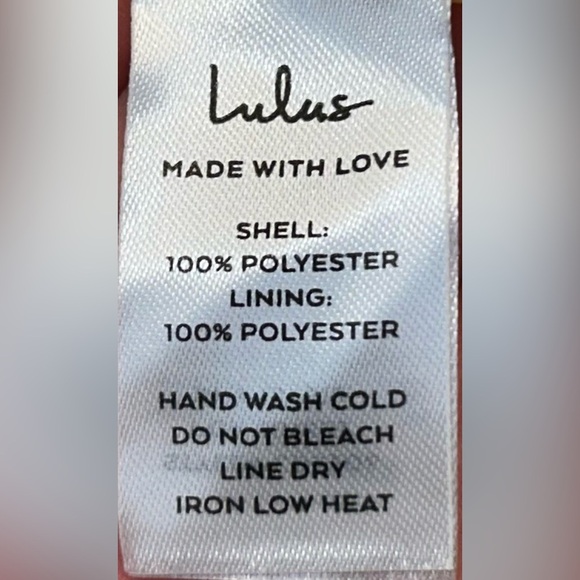 Lulus
MADE WITH LOVE
SHELL:
100% POLYESTER
LINING:
100% POLYESTER
HAND WASH COLD
DO NOT BLEACH
LINE DRY
IRON LOW HEAT